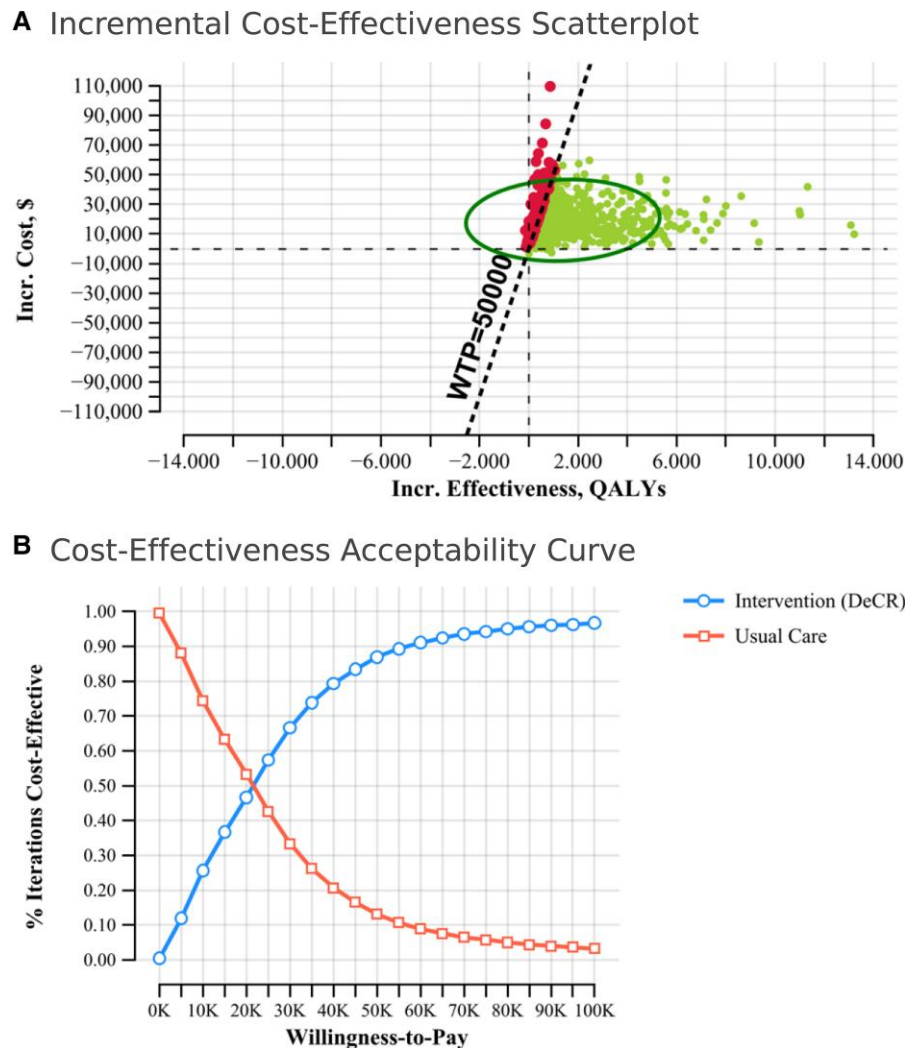 A Incremental Cost-Effectiveness Scatterplot
110,000
90,000
70,000
50,000
30,000
10,000
−10,000
−30,000
−50,000
−70,000
−90,000
−110,000
Incr. Cost, $
WTP=50000
−14.000 −10.000 −6.000 −2.000 2.000 6.000 10.000 14.000
Incr. Effectiveness, QALYs
B Cost-Effectiveness Acceptability Curve
1.00
0.90
0.80
0.70
0.60
0.50
0.40
0.30
0.20
0.10
0.00
% Iterations Cost-Effective
0K 10K 20K 30K 40K 50K 60K 70K 80K 90K 100K
Willingness-to-Pay
Intervention (DeCR)
Usual Care